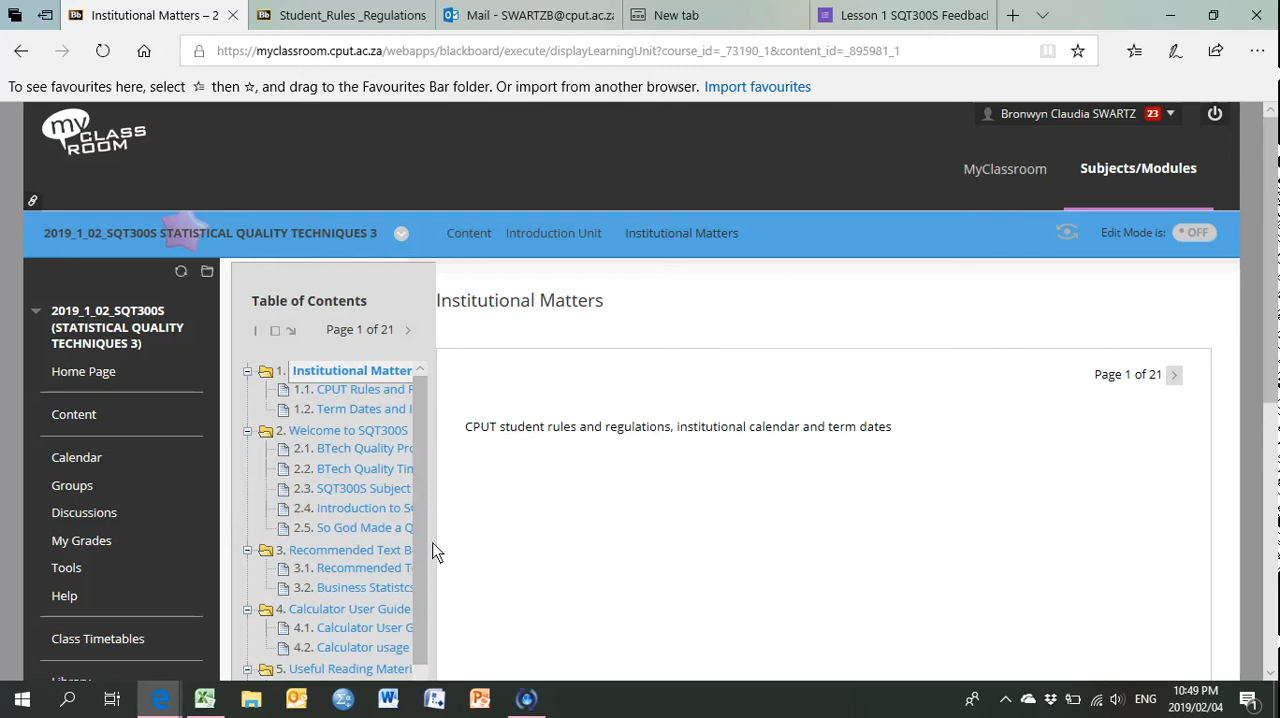 Institutional Matters – 2
Student_Rules _Regulations
Mail - SWARTZB@cput.ac.za
New tab
Lesson 1 SQT300S Feedback
https://myclassroom.cput.ac.za/webapps/blackboard/execute/displayLearningUnit?course_id=_73190_1&content_id=_895981_1
To see favourites here, select ☆ then ☆, and drag to the Favourites Bar folder. Or import from another browser. Import favourites
my CLASS ROOM
Bronwyn Claudia SWARTZ 23
MyClassroom
Subjects/Modules
2019_1_02_SQT300S STATISTICAL QUALITY TECHNIQUES 3
Content
Introduction Unit
Institutional Matters
Edit Mode is: OFF
2019_1_02_SQT300S
(STATISTICAL QUALITY
TECHNIQUES 3)
Home Page
Content
Calendar
Groups
Discussions
My Grades
Tools
Help
Class Timetables
Table of Contents
Page 1 of 21
1. Institutional Matter
1.1. CPUT Rules and R
1.2. Term Dates and I
2. Welcome to SQT300S
2.1. BTech Quality Pro
2.2. BTech Quality Tim
2.3. SQT300S Subject
2.4. Introduction to SQ
2.5. So God Made a Q
3. Recommended Text B
3.1. Recommended Te
3.2. Business Statistcs
4. Calculator User Guide
4.1. Calculator User G
4.2. Calculator usage
5. Useful Reading Materi
Institutional Matters
Page 1 of 21
CPUT student rules and regulations, institutional calendar and term dates
ENG
10:49 PM
2019/02/04
1